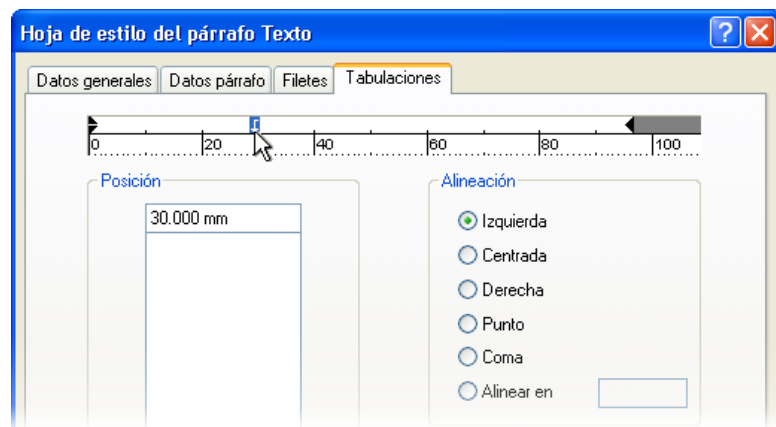 Hoja de estilo del párrafo Texto
Datos generales Datos párrafo Filetes Tabulaciones
0 20 40 60 80 100
Posición
30.000 mm
Alineación
Izquierda
Centrada
Derecha
Punto
Coma
Alinear en